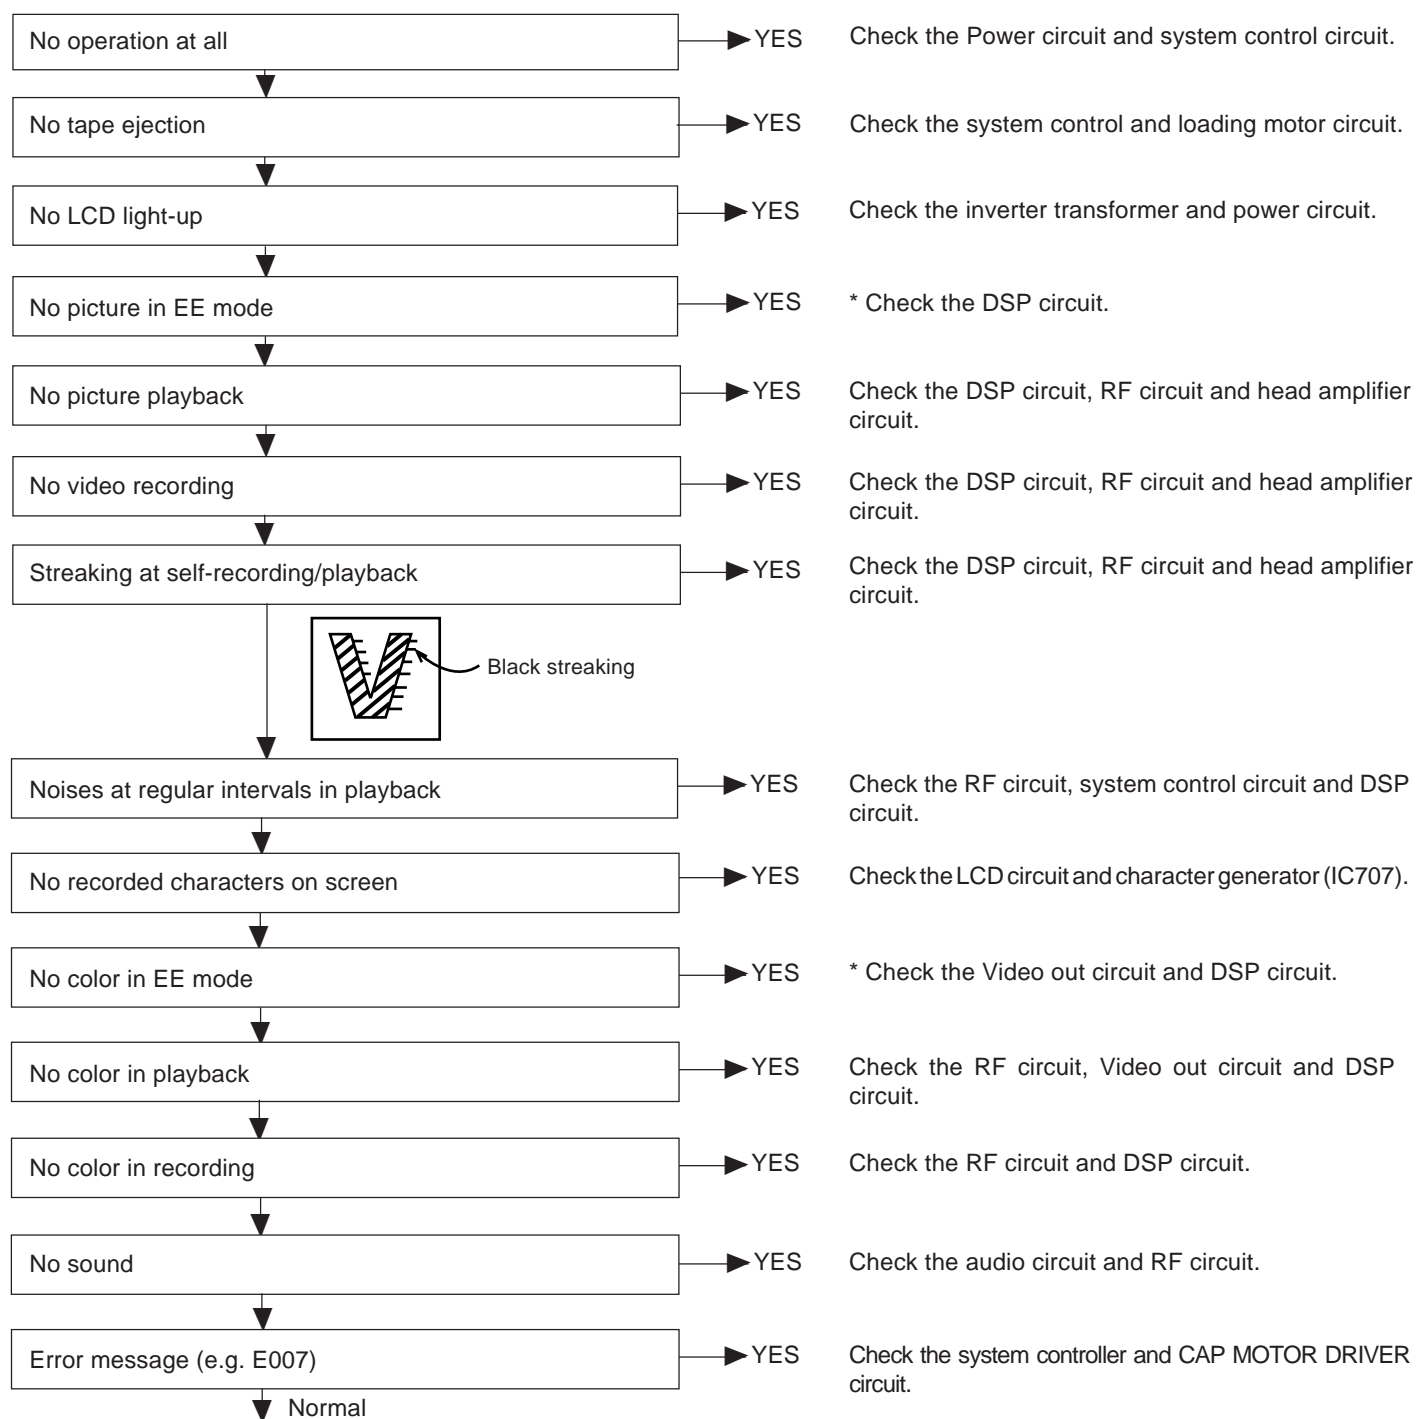 No operation at all
YES
Check the Power circuit and system control circuit.
No tape ejection
YES
Check the system control and loading motor circuit.
No LCD light-up
YES
Check the inverter transformer and power circuit.
No picture in EE mode
YES
* Check the DSP circuit.
No picture playback
YES
Check the DSP circuit, RF circuit and head amplifier
circuit.
No video recording
YES
Check the DSP circuit, RF circuit and head amplifier
circuit.
Streaking at self-recording/playback
YES
Check the DSP circuit, RF circuit and head amplifier
circuit.
V
Black streaking
Noises at regular intervals in playback
YES
Check the RF circuit, system control circuit and DSP
circuit.
No recorded characters on screen
YES
Check the LCD circuit and character generator (IC707).
No color in EE mode
YES
* Check the Video out circuit and DSP circuit.
No color in playback
YES
Check the RF circuit, Video out circuit and DSP
circuit.
No color in recording
YES
Check the RF circuit and DSP circuit.
No sound
YES
Check the audio circuit and RF circuit.
Error message (e.g. E007)
YES
Check the system controller and CAP MOTOR DRIVER
circuit.
Normal